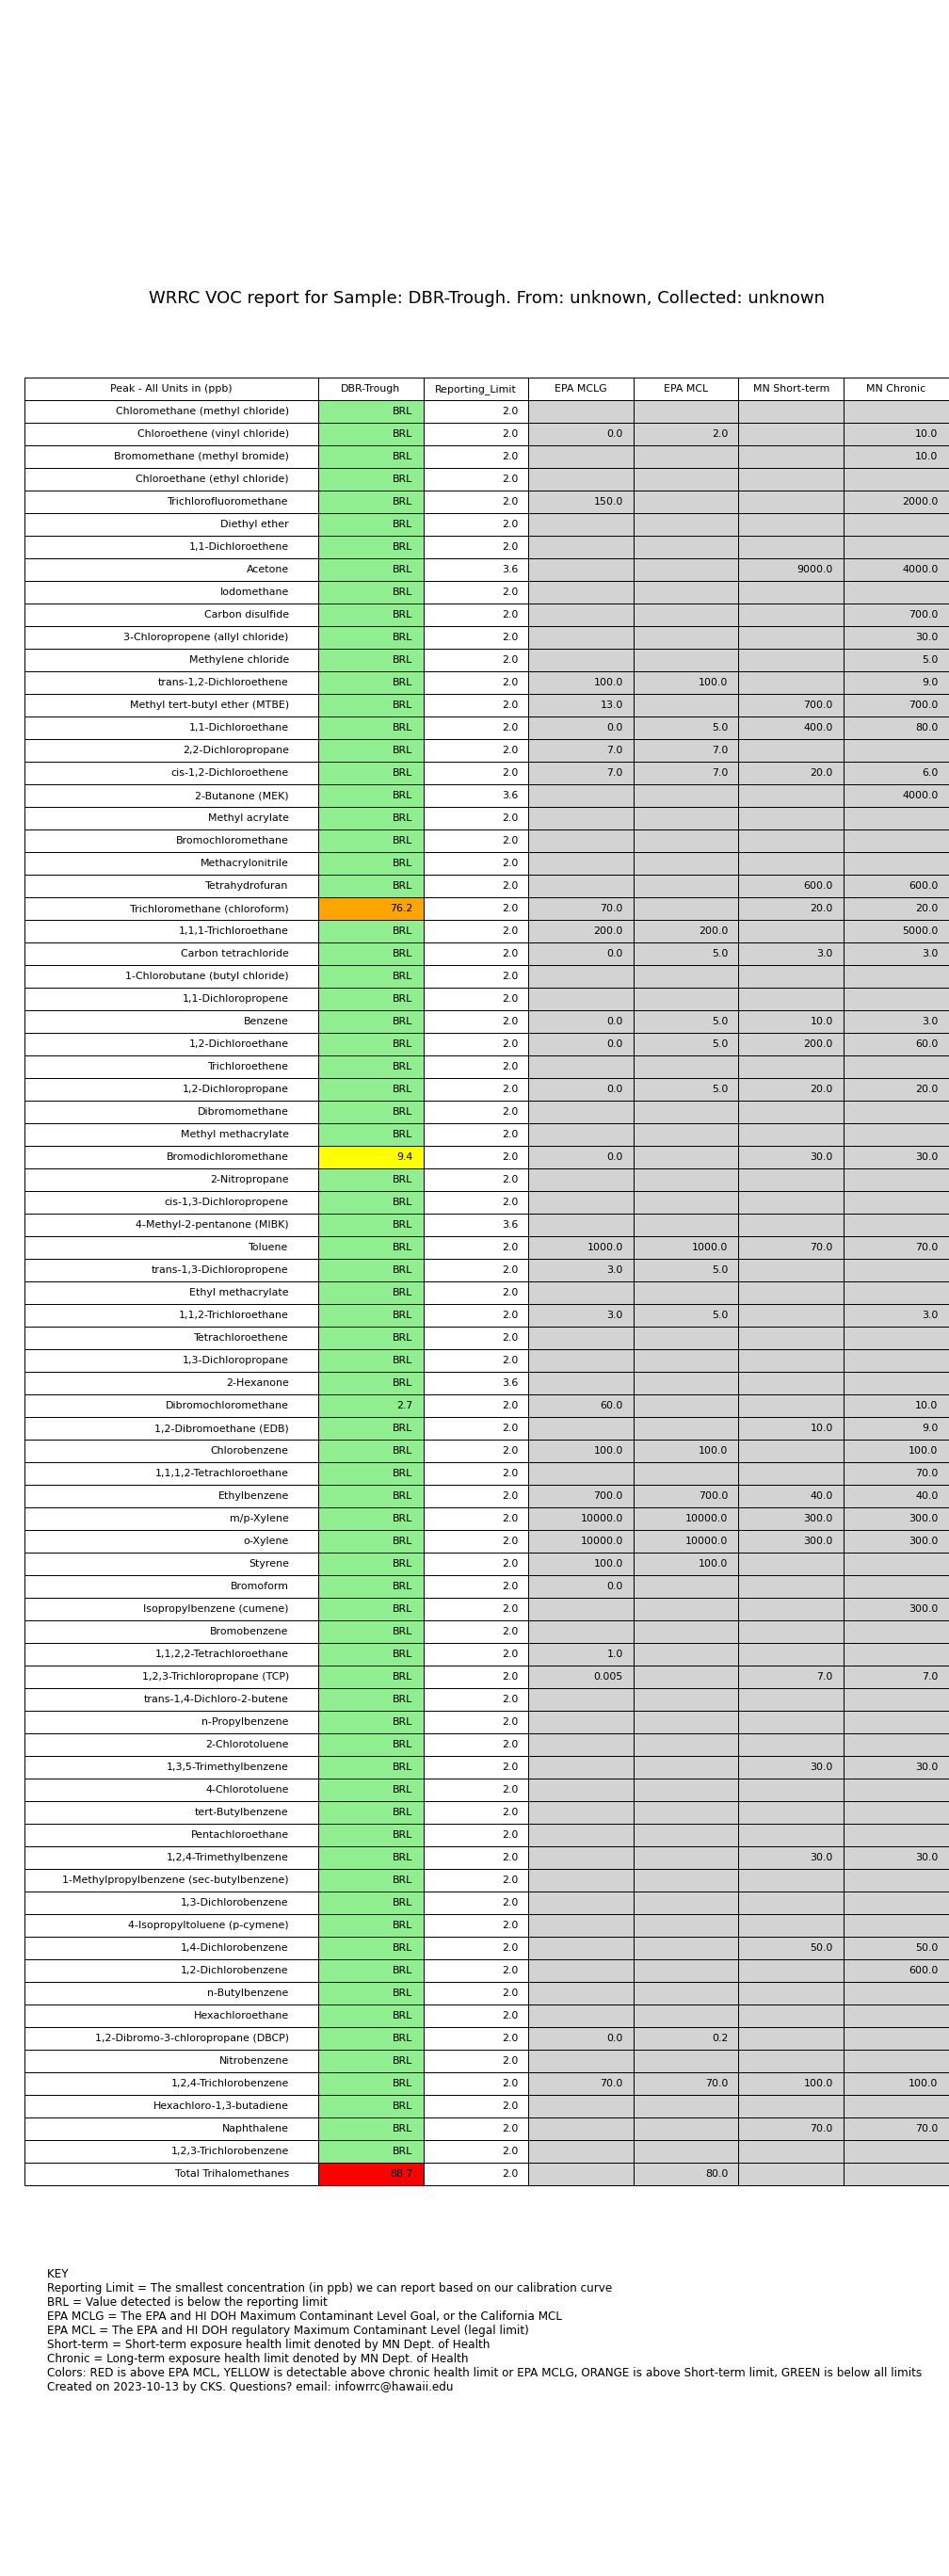 WRRC VOC report for Sample: DBR-Trough. From: unknown, Collected: unknown
Peak - All Units in (ppb) DBR-Trough Reporting_Limit EPA MCLG EPA MCL MN Short-term MN Chronic
Chloromethane (methyl chloride) BRL 2.0
Chloroethene (vinyl chloride) BRL 2.0 0.0 2.0 10.0
Bromomethane (methyl bromide) BRL 2.0 10.0
Chloroethane (ethyl chloride) BRL 2.0
Trichlorofluoromethane BRL 2.0 150.0 2000.0
Diethyl ether BRL 2.0
1,1-Dichloroethene BRL 2.0
Acetone BRL 3.6 9000.0 4000.0
Iodomethane BRL 2.0
Carbon disulfide BRL 2.0 700.0
3-Chloropropene (allyl chloride) BRL 2.0 30.0
Methylene chloride BRL 2.0 5.0
trans-1,2-Dichloroethene BRL 2.0 100.0 100.0 9.0
Methyl tert-butyl ether (MTBE) BRL 2.0 13.0 700.0 700.0
1,1-Dichloroethane BRL 2.0 0.0 5.0 400.0 80.0
2,2-Dichloropropane BRL 2.0 7.0 7.0
cis-1,2-Dichloroethene BRL 2.0 7.0 7.0 20.0 6.0
2-Butanone (MEK) BRL 3.6 4000.0
Methyl acrylate BRL 2.0
Bromochloromethane BRL 2.0
Methacrylonitrile BRL 2.0
Tetrahydrofuran BRL 2.0 600.0 600.0
Trichloromethane (chloroform) 76.2 2.0 70.0 20.0 20.0
1,1,1-Trichloroethane BRL 2.0 200.0 200.0 5000.0
Carbon tetrachloride BRL 2.0 0.0 5.0 3.0 3.0
1-Chlorobutane (butyl chloride) BRL 2.0
1,1-Dichloropropene BRL 2.0
Benzene BRL 2.0 0.0 5.0 10.0 3.0
1,2-Dichloroethane BRL 2.0 0.0 5.0 200.0 60.0
Trichloroethene BRL 2.0
1,2-Dichloropropane BRL 2.0 0.0 5.0 20.0 20.0
Dibromomethane BRL 2.0
Methyl methacrylate BRL 2.0
Bromodichloromethane 9.4 2.0 0.0 30.0 30.0
2-Nitropropane BRL 2.0
cis-1,3-Dichloropropene BRL 2.0
4-Methyl-2-pentanone (MIBK) BRL 3.6
Toluene BRL 2.0 1000.0 1000.0 70.0 70.0
trans-1,3-Dichloropropene BRL 2.0 3.0 5.0
Ethyl methacrylate BRL 2.0
1,1,2-Trichloroethane BRL 2.0 3.0 5.0 3.0
Tetrachloroethene BRL 2.0
1,3-Dichloropropane BRL 2.0
2-Hexanone BRL 3.6
Dibromochloromethane 2.7 2.0 60.0 10.0
1,2-Dibromoethane (EDB) BRL 2.0 10.0 9.0
Chlorobenzene BRL 2.0 100.0 100.0 100.0
1,1,1,2-Tetrachloroethane BRL 2.0 70.0
Ethylbenzene BRL 2.0 700.0 700.0 40.0 40.0
m/p-Xylene BRL 2.0 10000.0 10000.0 300.0 300.0
o-Xylene BRL 2.0 10000.0 10000.0 300.0 300.0
Styrene BRL 2.0 100.0 100.0
Bromoform BRL 2.0 0.0
Isopropylbenzene (cumene) BRL 2.0 300.0
Bromobenzene BRL 2.0
1,1,2,2-Tetrachloroethane BRL 2.0 1.0
1,2,3-Trichloropropane (TCP) BRL 2.0 0.005 7.0 7.0
trans-1,4-Dichloro-2-butene BRL 2.0
n-Propylbenzene BRL 2.0
2-Chlorotoluene BRL 2.0
1,3,5-Trimethylbenzene BRL 2.0 30.0 30.0
4-Chlorotoluene BRL 2.0
tert-Butylbenzene BRL 2.0
Pentachloroethane BRL 2.0
1,2,4-Trimethylbenzene BRL 2.0 30.0 30.0
1-Methylpropylbenzene (sec-butylbenzene) BRL 2.0
1,3-Dichlorobenzene BRL 2.0
4-Isopropyltoluene (p-cymene) BRL 2.0
1,4-Dichlorobenzene BRL 2.0 50.0 50.0
1,2-Dichlorobenzene BRL 2.0 600.0
n-Butylbenzene BRL 2.0
Hexachloroethane BRL 2.0
1,2-Dibromo-3-chloropropane (DBCP) BRL 2.0 0.0 0.2
Nitrobenzene BRL 2.0
1,2,4-Trichlorobenzene BRL 2.0 70.0 70.0 100.0 100.0
Hexachloro-1,3-butadiene BRL 2.0
Naphthalene BRL 2.0 70.0 70.0
1,2,3-Trichlorobenzene BRL 2.0
Total Trihalomethanes 88.7 2.0 80.0
KEY
Reporting Limit = The smallest concentration (in ppb) we can report based on our calibration curve
BRL = Value detected is below the reporting limit
EPA MCLG = The EPA and HI DOH Maximum Contaminant Level Goal, or the California MCL
EPA MCL = The EPA and HI DOH regulatory Maximum Contaminant Level (legal limit)
Short-term = Short-term exposure health limit denoted by MN Dept. of Health
Chronic = Long-term exposure health limit denoted by MN Dept. of Health
Colors: RED is above EPA MCL, YELLOW is detectable above chronic health limit or EPA MCLG, ORANGE is above Short-term limit, GREEN is below all limits
Created on 2023-10-13 by CKS. Questions? email: infowrrc@hawaii.edu